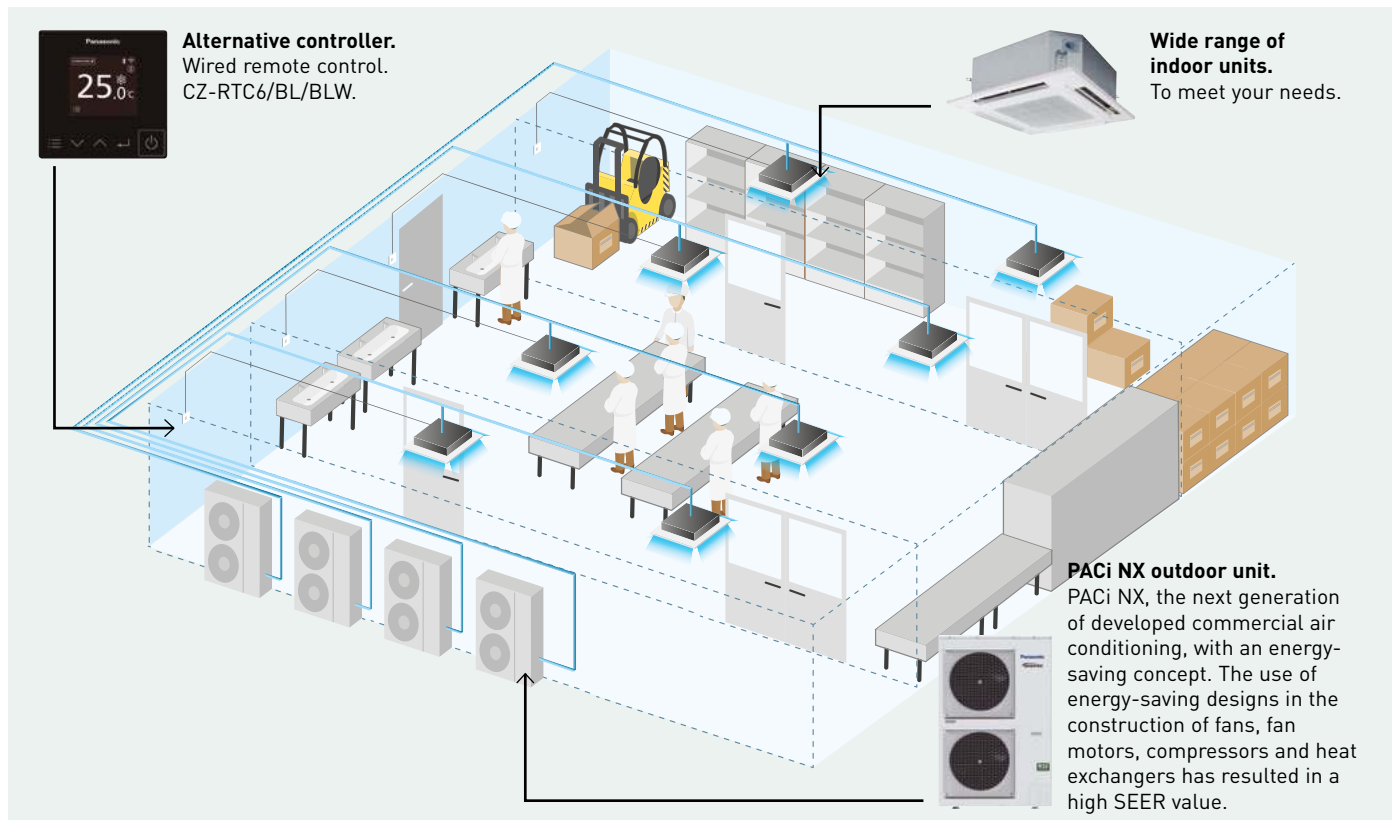 Panasonic
25.0°C
Alternative controller.
Wired remote control.
CZ-RTC6/BL/BLW.
Wide range of
indoor units.
To meet your needs.
PACi NX outdoor unit.
PACi NX, the next generation
of developed commercial air
conditioning, with an energy-
saving concept. The use of
energy-saving designs in the
construction of fans, fan
motors, compressors and heat
exchangers has resulted in a
high SEER value.
Panasonic